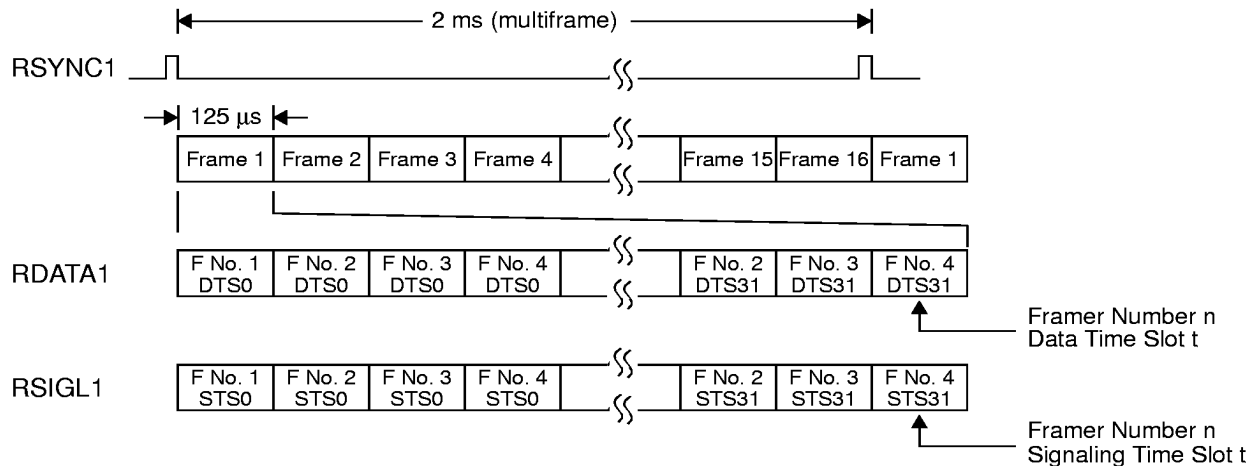 2 ms (multiframe)
RSYNC1
125 μs
Frame 1 Frame 2 Frame 3 Frame 4 Frame 15 Frame 16 Frame 1
RDATA1
F No. 1 F No. 2 F No. 3 F No. 4 F No. 2 F No. 3 F No. 4
DTS0 DTS0 DTS0 DTS0 DTS31 DTS31 DTS31
Framer Number n
Data Time Slot t
RSIGL1
F No. 1 F No. 2 F No. 3 F No. 4 F No. 2 F No. 3 F No. 4
STS0 STS0 STS0 STS0 STS31 STS31 STS31
Framer Number n
Signaling Time Slot t